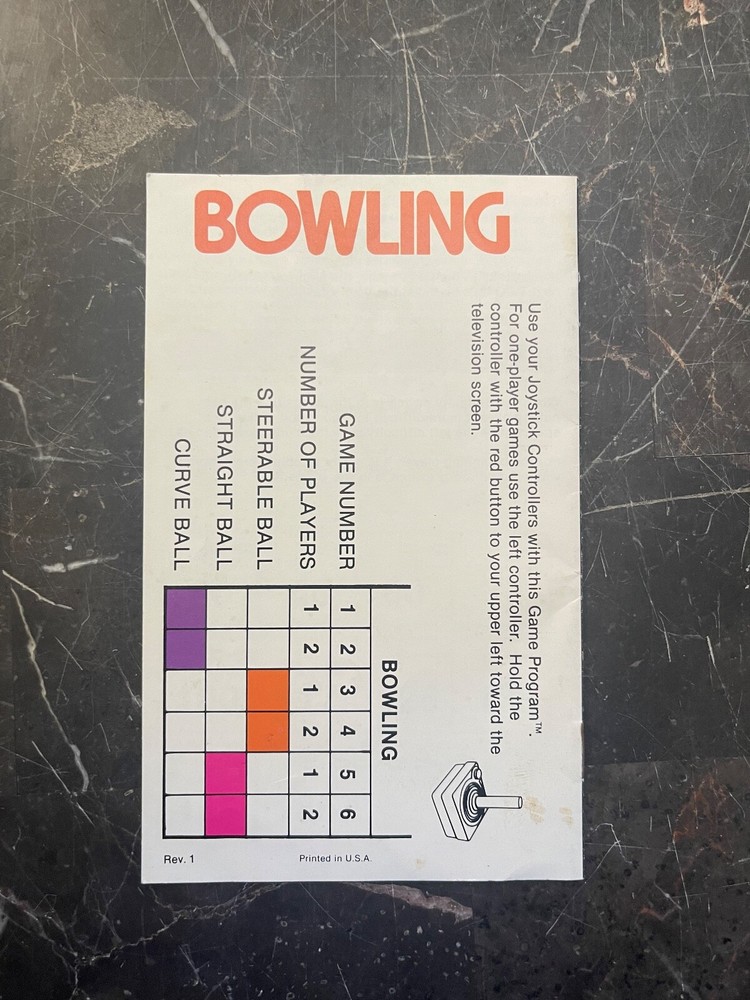 BOWLING
Use your Joystick Controllers with this Game Program™.
For one-player games use the left controller. Hold the
controller with the red button to your upper left toward the
television screen.
BOWLING
GAME NUMBER 1 2 3 4 5 6
NUMBER OF PLAYERS 1 2 1 2 1 2
STEERABLE BALL
STRAIGHT BALL
CURVE BALL
Rev. 1
Printed in U.S.A.